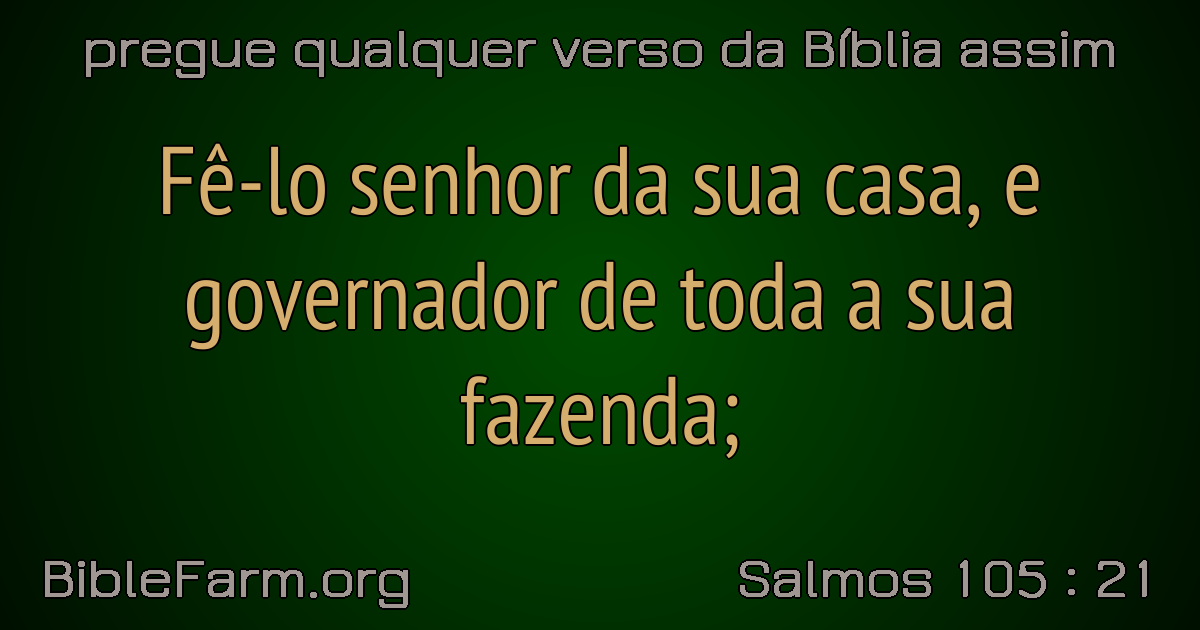 pregue qualquer verso da Bíblia assim
Fê-lo senhor da sua casa, e
governador de toda a sua
fazenda;
BibleFarm.org
Salmos 105 : 21